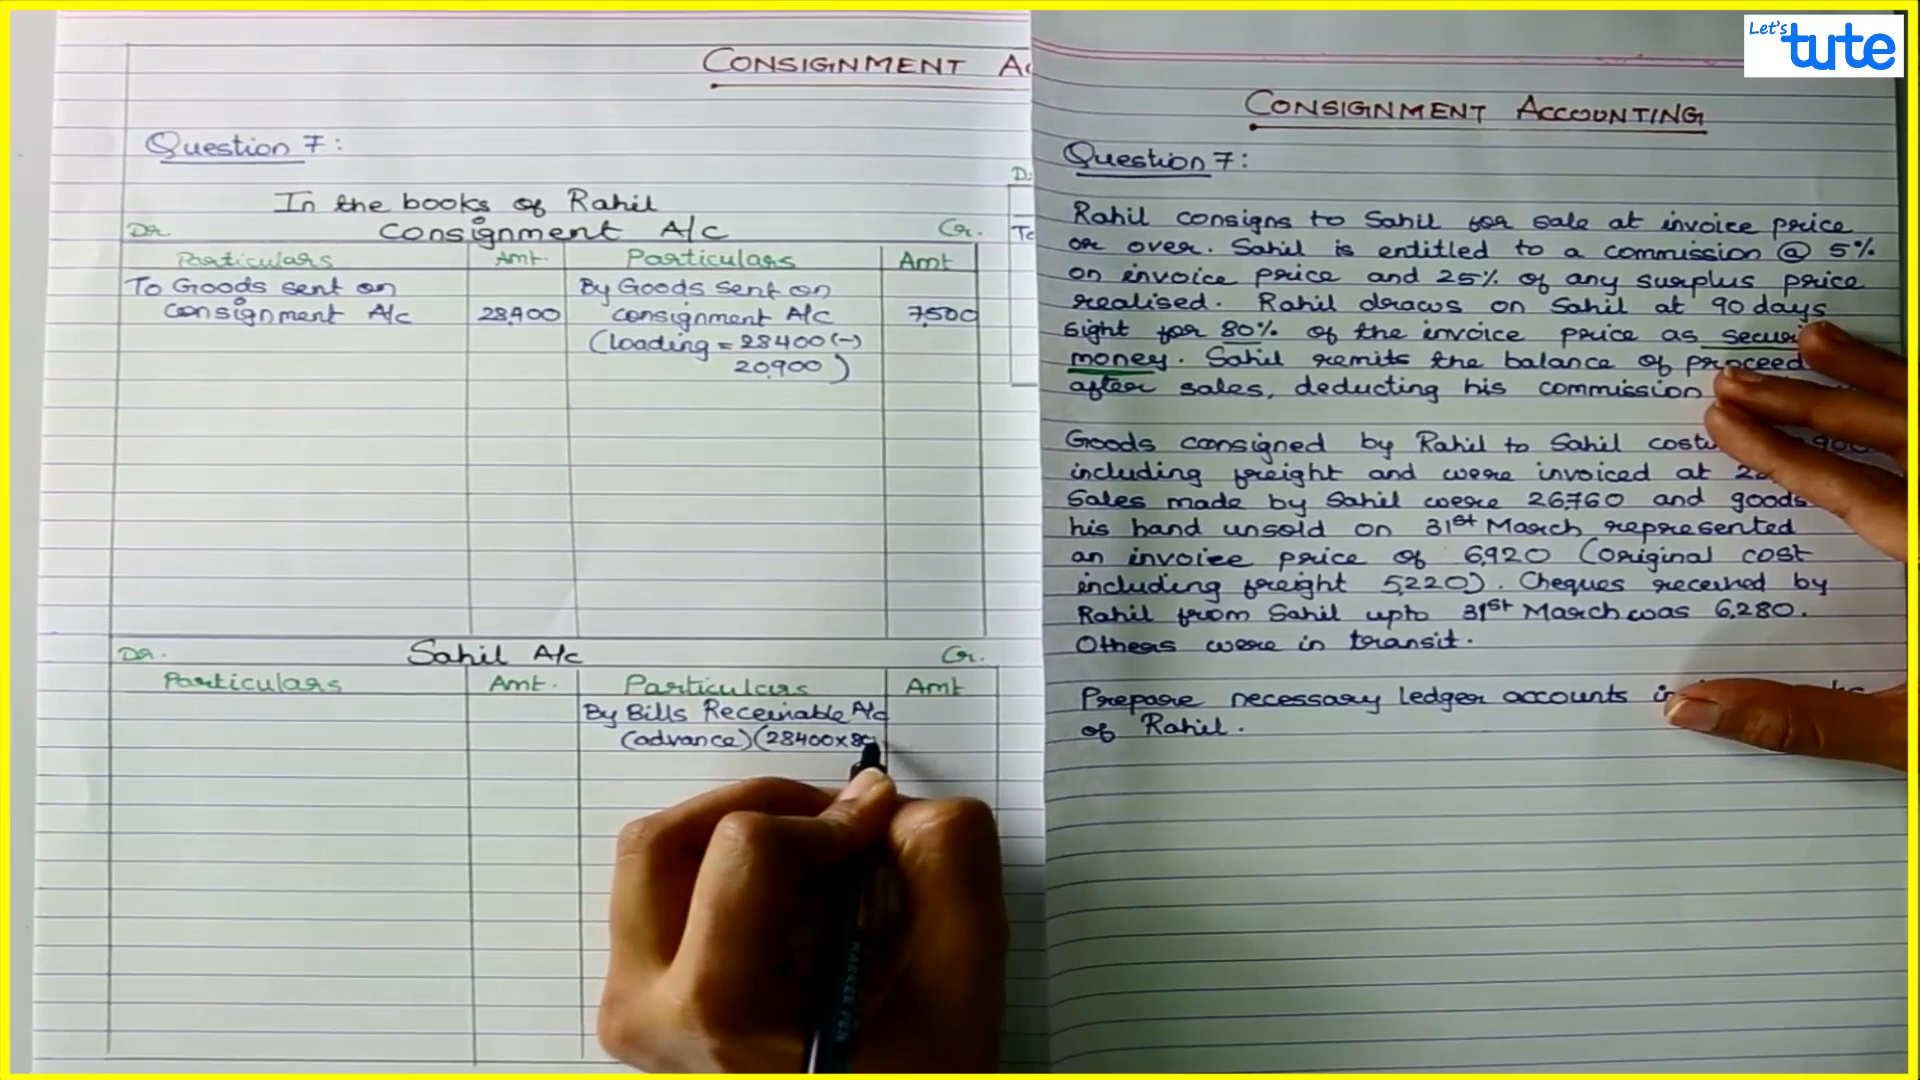 Let's tute
CONSIGNMENT
Question 7:
In the books of Rahil
Dr. Consignment A/c Cr.
Particulars Amt. Particulars Amt
To Goods sent on By Goods sent on
consignment A/c 28,400 consignment A/c 7,500
(loading = 28400 (-)
20,900)
Dr. Sahil A/c Cr.
Particulars Amt. Particulars Amt
By Bills Receivable A/c
(advance) (28400x80
CONSIGNMENT ACCOUNTING
Question 7:
Rahil consigns to Sahil for sale at invoice price
or over. Sahil is entitled to a commission @ 5%
on invoice price and 25% of any surplus price
realised. Rahil draws on Sahil at 90 days
sight for 80% of the invoice price as
money. Sahil remits the balance of proceed
after sales, deducting his commission
Goods consigned by Rahil to Sahil
including freight and were invoiced at
Sales made by Sahil were 26,760 and goods
his hand unsold on 31st March represented
an invoice price of 6,920 (original cost
including freight 5,220). Cheques received by
Rahil from Sahil upto 31st March was 6,280.
Others were in transit.
Prepare necessary ledger accounts
of Rahil.